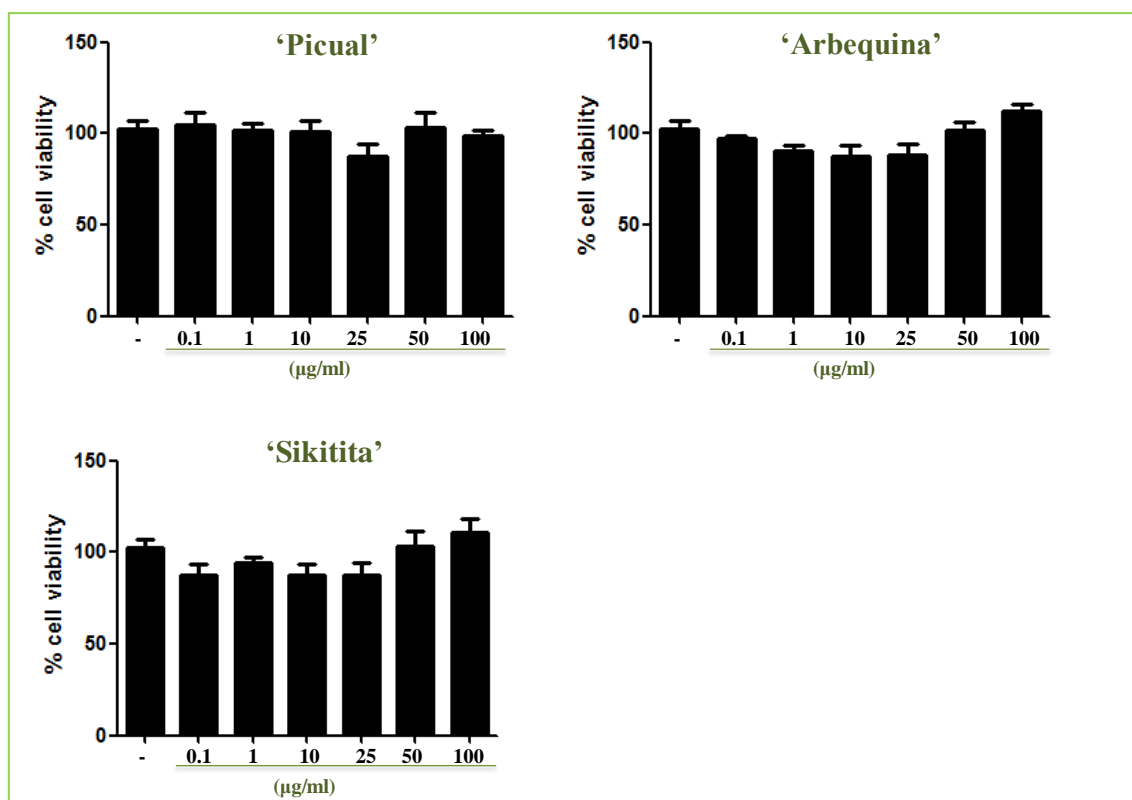 ‘Picual’
150
100
50
0
% cell viability
- 0.1 1 10 25 50 100
(µg/ml)
‘Arbequina’
150
100
50
0
% cell viability
- 0.1 1 10 25 50 100
(µg/ml)
‘Sikitita’
150
100
50
0
% cell viability
- 0.1 1 10 25 50 100
(µg/ml)